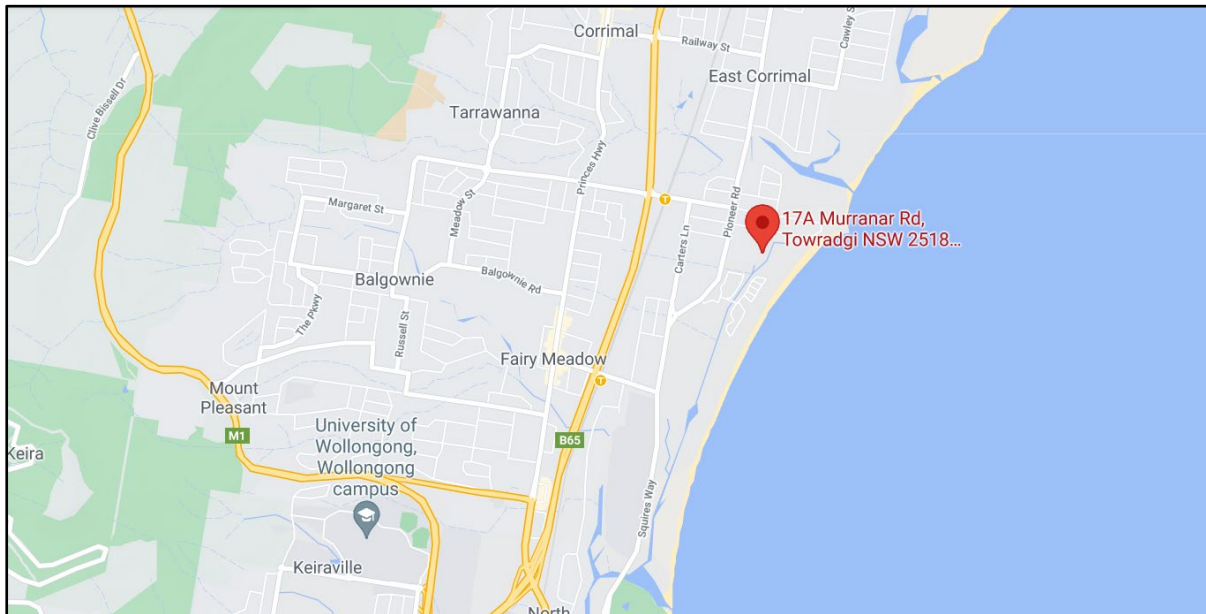 Corrimal
Railway St
Cawley S
East Corrimal
Clive Bissell Dr
Tarrawanna
Princes Hwy
Margaret St
Meadow St
Pioneer Rd
T
17A Murranar Rd,
Towradgi NSW 2518...
Carters Ln
Balgownie
Balgownie Rd
The Pkwy
Russell St
Fairy Meadow
T
Mount
Pleasant
M1
University of
Wollongong,
Wollongong
campus
B65
Keira
Squires Way
Keiraville
North